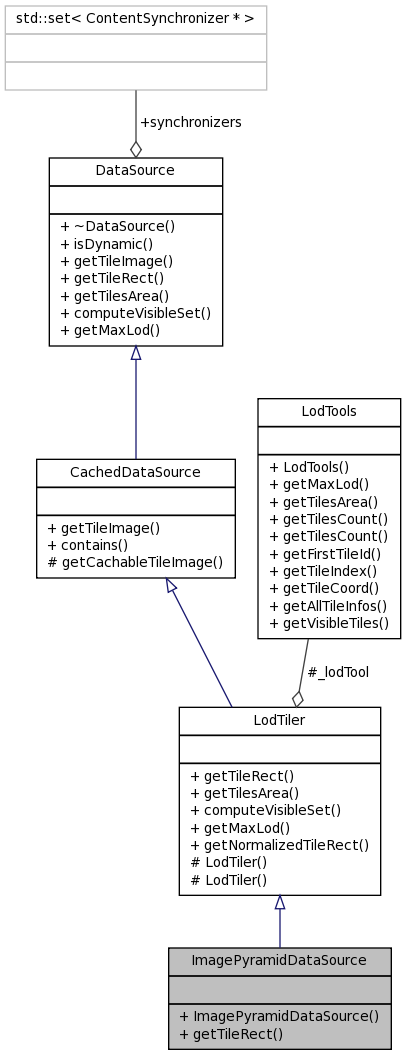 std::set< ContentSynchronizer * >
+synchronizers
DataSource
+ ~DataSource()
+ isDynamic()
+ getTileImage()
+ getTileRect()
+ getTilesArea()
+ computeVisibleSet()
+ getMaxLod()
CachedDataSource
+ getTileImage()
+ contains()
# getCachableTileImage()
LodTools
+ LodTools()
+ getMaxLod()
+ getTilesArea()
+ getTilesCount()
+ getTilesCount()
+ getFirstTileId()
+ getTileIndex()
+ getTileCoord()
+ getAllTileInfos()
+ getVisibleTiles()
#_lodTool
LodTiler
+ getTileRect()
+ getTilesArea()
+ computeVisibleSet()
+ getMaxLod()
+ getNormalizedTileRect()
# LodTiler()
# LodTiler()
ImagePyramidDataSource
+ ImagePyramidDataSource()
+ getTileRect()